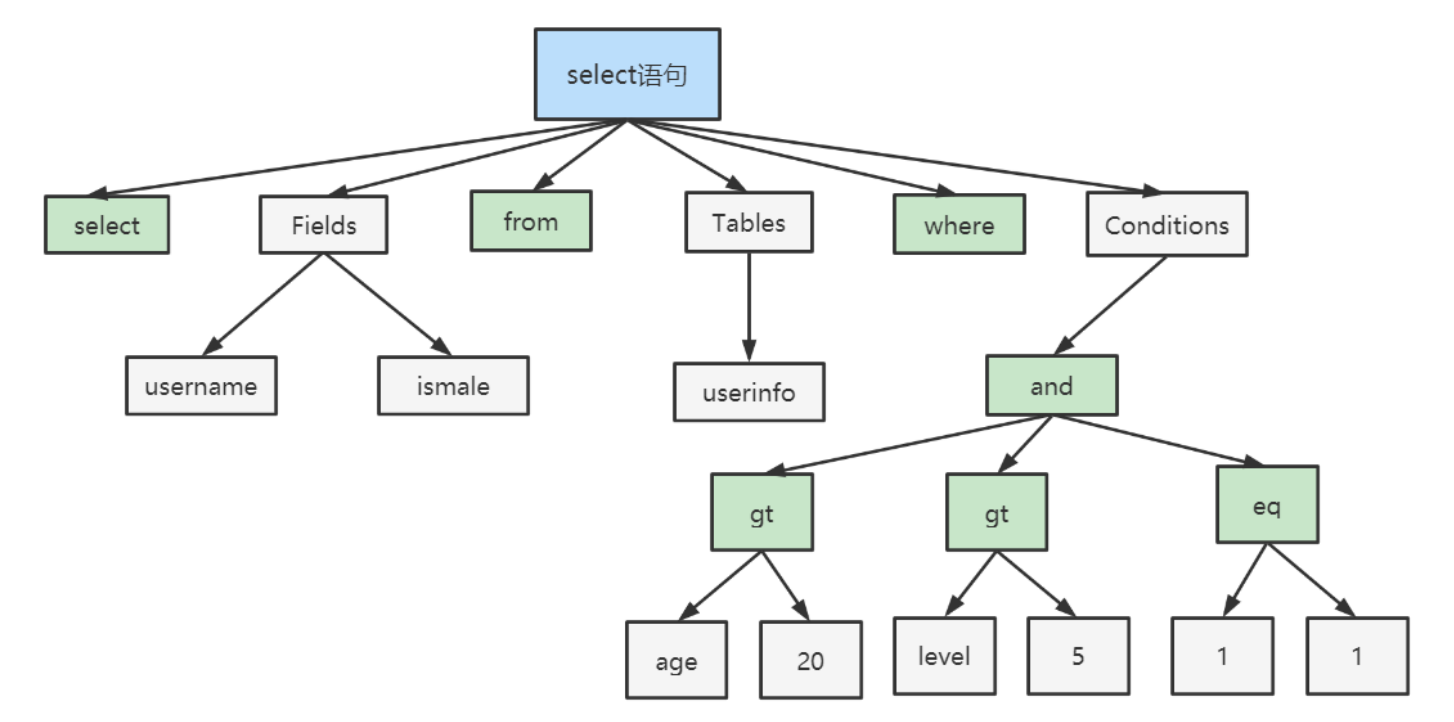 select语句
select
Fields
from
Tables
where
Conditions
username
ismale
userinfo
and
gt
gt
eq
age
20
level
5
1
1